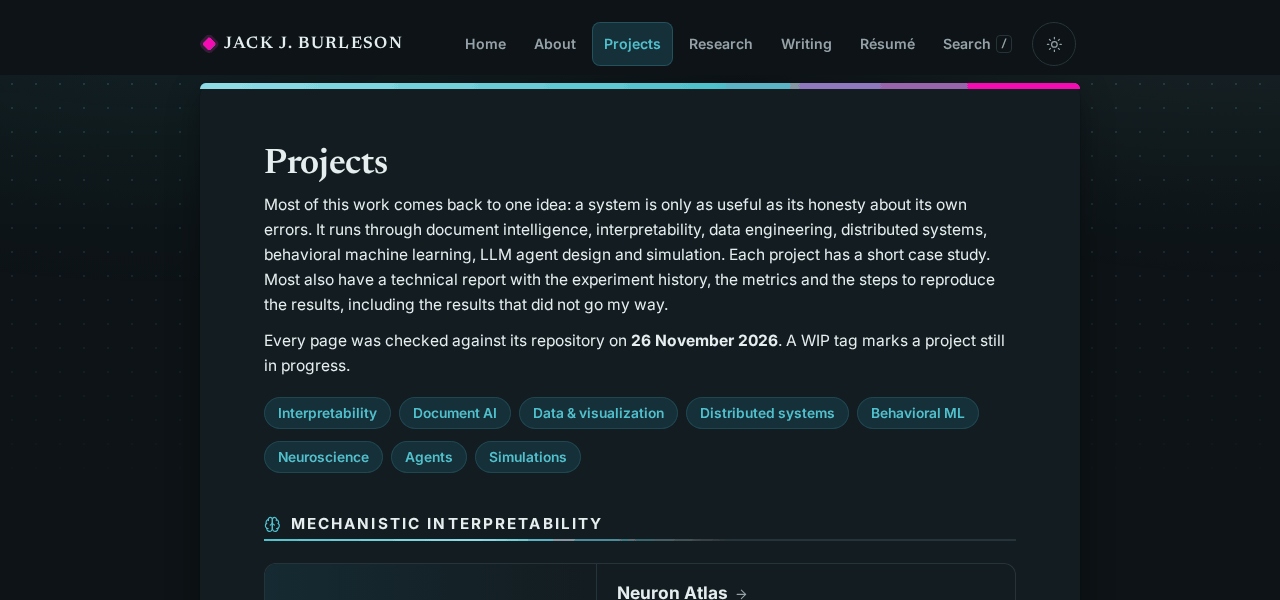 JACK J. BURLESON
Home About Projects Research Writing Résumé Search /
Projects
Most of this work comes back to one idea: a system is only as useful as its honesty about its own
errors. It runs through document intelligence, interpretability, data engineering, distributed systems,
behavioral machine learning, LLM agent design and simulation. Each project has a short case study.
Most also have a technical report with the experiment history, the metrics and the steps to reproduce
the results, including the results that did not go my way.
Every page was checked against its repository on 26 November 2026. A WIP tag marks a project still
in progress.
Interpretability Document AI Data & visualization Distributed systems Behavioral ML
Neuroscience Agents Simulations
MECHANISTIC INTERPRETABILITY
Neuron Atlas →